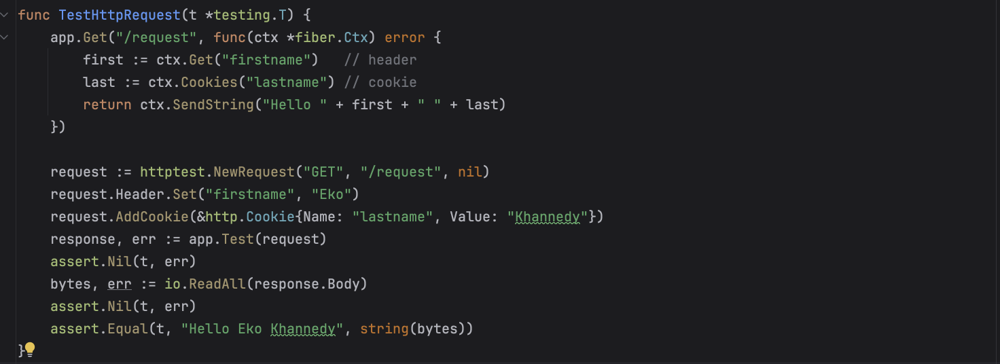 func TestHttpRequest(t *testing.T) {
    app.Get("/request", func(ctx *fiber.Ctx) error {
        first := ctx.Get("firstname")   // header
        last := ctx.Cookies("lastname") // cookie
        return ctx.SendString("Hello " + first + " " + last)
    })

    request := httptest.NewRequest("GET", "/request", nil)
    request.Header.Set("firstname", "Eko")
    request.AddCookie(&http.Cookie{Name: "lastname", Value: "Khannedy"})
    response, err := app.Test(request)
    assert.Nil(t, err)
    bytes, err := io.ReadAll(response.Body)
    assert.Nil(t, err)
    assert.Equal(t, "Hello Eko Khannedy", string(bytes))
}